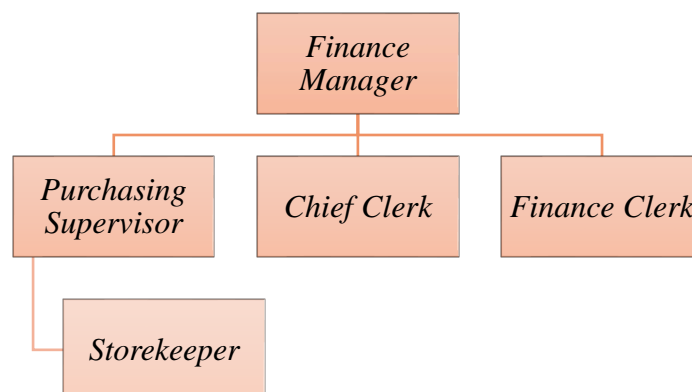 Finance
Manager
Purchasing
Supervisor
Chief Clerk
Finance Clerk
Storekeeper